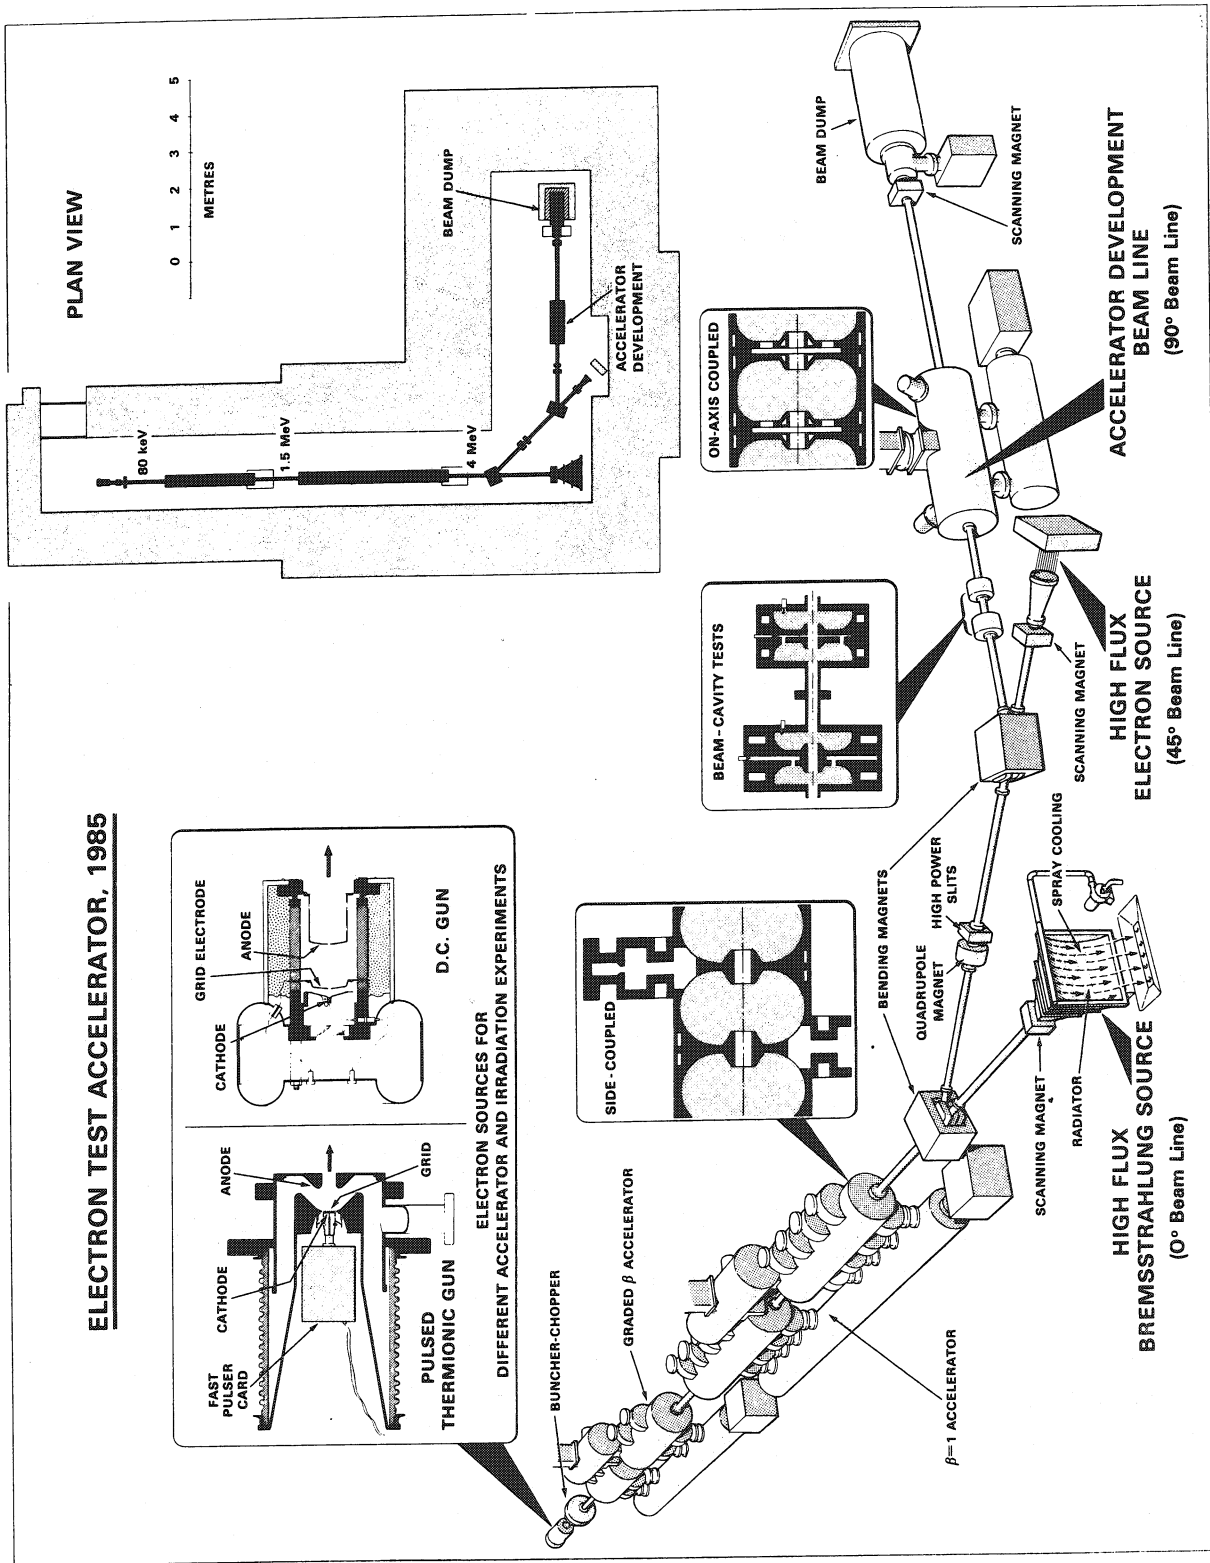 ELECTRON TEST ACCELERATOR, 1985
FAST
PULSER
CARD
CATHODE
ANODE
GRID
PULSED
THERMIONIC GUN
CATHODE
GRID ELECTRODE
ANODE
D.C. GUN
ELECTRON SOURCES FOR
DIFFERENT ACCELERATOR AND IRRADIATION EXPERIMENTS
PLAN VIEW
0 1 2 3 4 5
METRES
80 keV
1.5 MeV
4 MeV
BEAM DUMP
ACCELERATOR
DEVELOPMENT
BUNCHER-CHOPPER
GRADED β ACCELERATOR
SIDE-COUPLED
BEAM-CAVITY TESTS
ON-AXIS COUPLED
BENDING MAGNETS
QUADRUPOLE
MAGNET
HIGH POWER
SLITS
BEAM DUMP
SCANNING MAGNET
β=1 ACCELERATOR
SCANNING MAGNET
RADIATOR
SPRAY COOLING
SCANNING MAGNET
HIGH FLUX
BREMSSTRAHLUNG SOURCE
(0° Beam Line)
HIGH FLUX
ELECTRON SOURCE
(45° Beam Line)
ACCELERATOR DEVELOPMENT
BEAM LINE
(90° Beam Line)